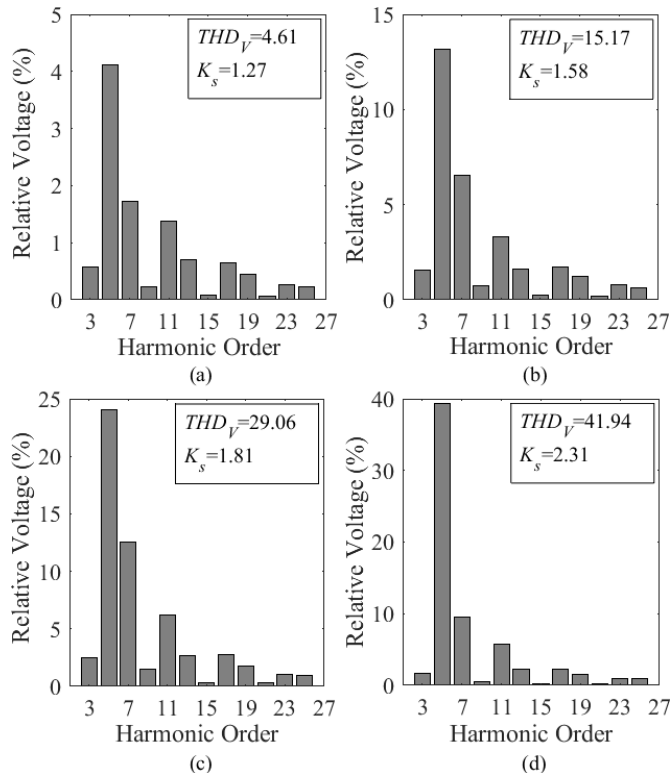 THD_V=4.61
K_s=1.27
Relative Voltage (%)
5
4
3
2
1
0
3 7 11 15 19 23 27
Harmonic Order
(a)
THD_V=15.17
K_s=1.58
Relative Voltage (%)
15
10
5
0
3 7 11 15 19 23 27
Harmonic Order
(b)
THD_V=29.06
K_s=1.81
Relative Voltage (%)
25
20
15
10
5
0
3 7 11 15 19 23 27
Harmonic Order
(c)
THD_V=41.94
K_s=2.31
Relative Voltage (%)
40
30
20
10
0
3 7 11 15 19 23 27
Harmonic Order
(d)